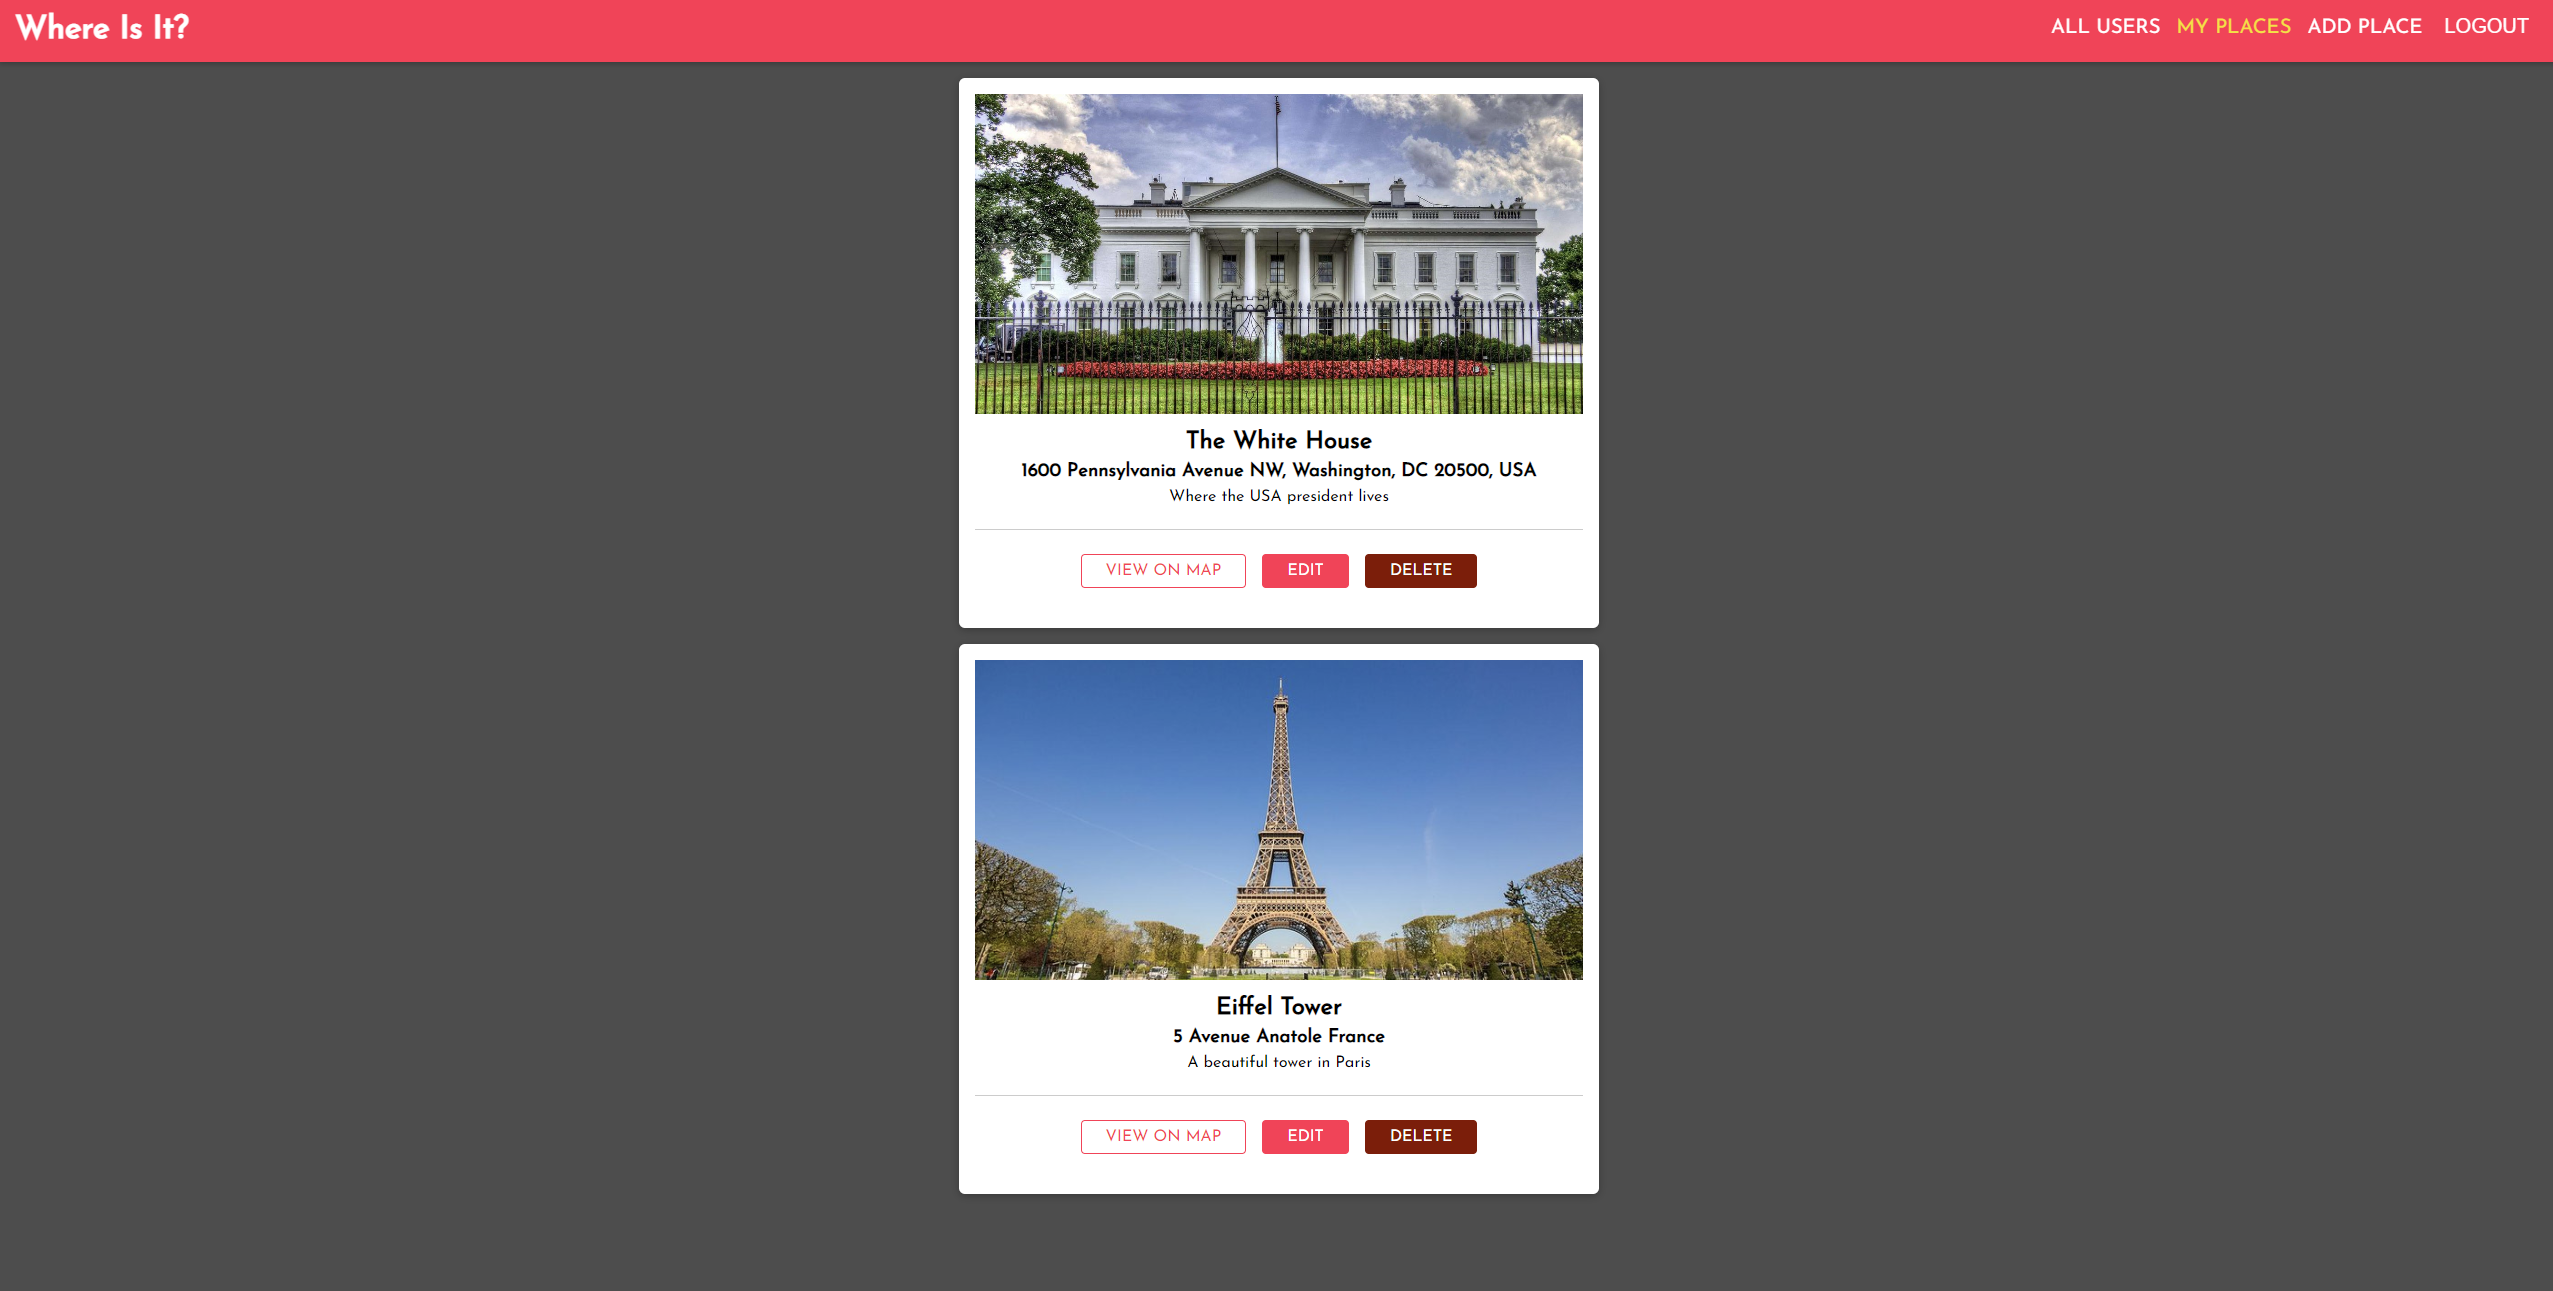 Where Is It?
ALL USERS MY PLACES ADD PLACE LOGOUT
The White House
1600 Pennsylvania Avenue NW, Washington, DC 20500, USA
Where the USA president lives
VIEW ON MAP EDIT DELETE
Eiffel Tower
5 Avenue Anatole France
A beautiful tower in Paris
VIEW ON MAP EDIT DELETE